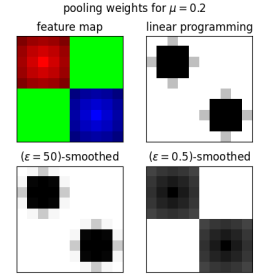 pooling weights for μ = 0.2
feature map
linear programming
(ε = 50)-smoothed
(ε = 0.5)-smoothed